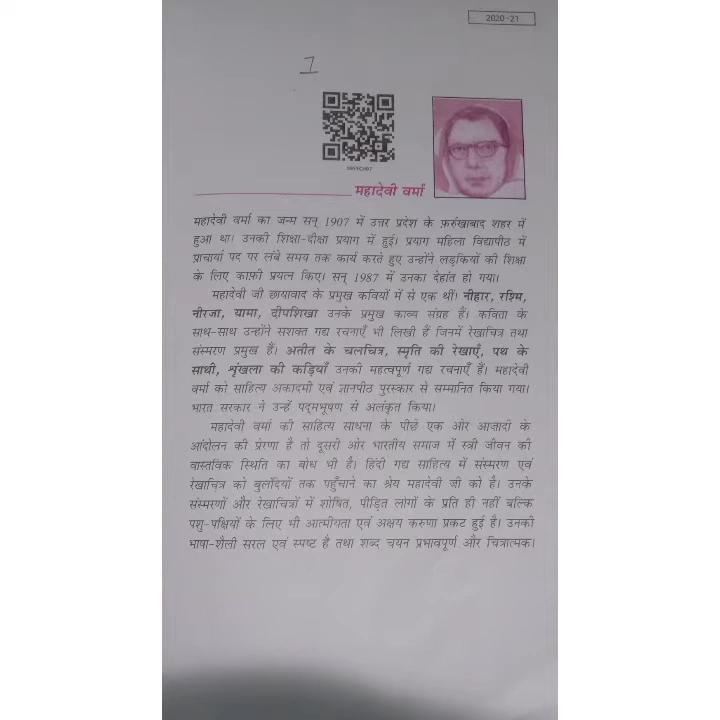 2020-21
1
महादेवी वर्मा
महादेवी वर्मा का जन्म सन् 1907 में उत्तर प्रदेश के फ़र्रुखाबाद शहर में
हुआ था। उनकी शिक्षा-दीक्षा प्रयाग में हुई। प्रयाग महिला विद्यापीठ में
प्राचार्या पद पर लंबे समय तक कार्य करते हुए उन्होंने लड़कियों की शिक्षा
के लिए काफ़ी प्रयत्न किए। सन् 1987 में उनका देहांत हो गया।
महादेवी जी छायावाद के प्रमुख कवियों में से एक थीं। नीहार, रश्मि,
नीरजा, यामा, दीपशिखा उनके प्रमुख काव्य संग्रह हैं। कविता के
साथ-साथ उन्होंने सशक्त गद्य रचनाएँ भी लिखी हैं जिनमें रेखाचित्र तथा
संस्मरण प्रमुख हैं। अतीत के चलचित्र, स्मृति की रेखाएँ, पथ के
साथी, शृंखला की कड़ियाँ उनकी महत्वपूर्ण गद्य रचनाएँ हैं। महादेवी
वर्मा को साहित्य अकादमी एवं ज्ञानपीठ पुरस्कार से सम्मानित किया गया।
भारत सरकार ने उन्हें पद्मभूषण से अलंकृत किया।
महादेवी वर्मा की साहित्य साधना के पीछे एक ओर आज़ादी के
आंदोलन की प्रेरणा है तो दूसरी ओर भारतीय समाज में स्त्री जीवन की
वास्तविक स्थिति का बोध भी है। हिंदी गद्य साहित्य में संस्मरण एवं
रेखाचित्र को बुलंदियों तक पहुँचाने का श्रेय महादेवी जी को है। उनके
संस्मरणों और रेखाचित्रों में शोषित, पीड़ित लोगों के प्रति ही नहीं बल्कि
पशु-पक्षियों के लिए भी आत्मीयता एवं अक्षय करुणा प्रकट हुई है। उनकी
भाषा-शैली सरल एवं स्पष्ट है तथा शब्द चयन प्रभावपूर्ण और चित्रात्मक।